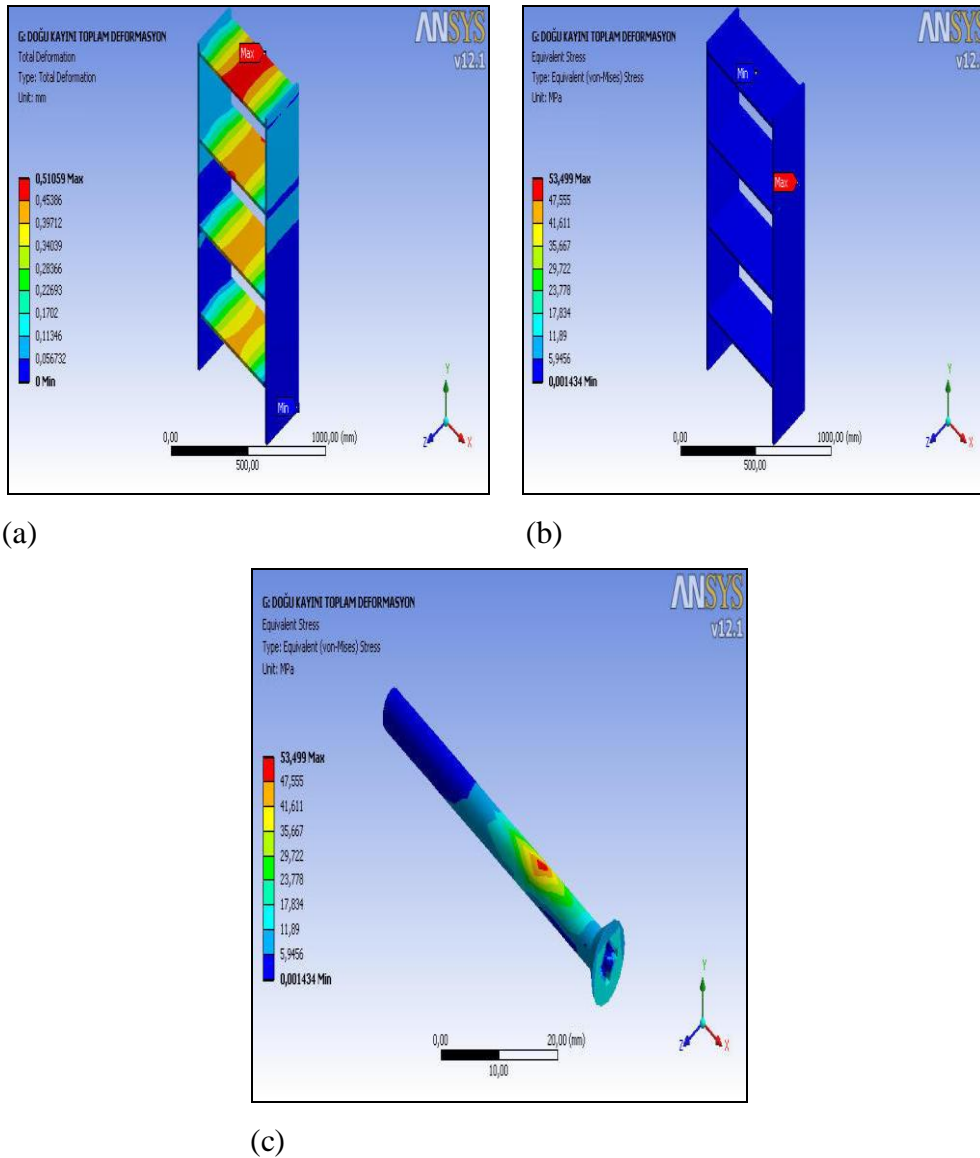 G: DOĞU KAYINI TOPLAM DEFORMASYON
Total Deformation
Type: Total Deformation
Unit: mm
ANSYS
v12.1
Max
0,51059 Max
0,45386
0,39712
0,34039
0,28366
0,22693
0,1702
0,11346
0,056732
0 Min
Min
0,00
1000,00 (mm)
500,00
Y
Z
X
(a)
G: DOĞU KAYINI TOPLAM DEFORMASYON
Equivalent Stress
Type: Equivalent (von-Mises) Stress
Unit: MPa
ANSYS
v12.1
Min
Max
53,499 Max
47,555
41,611
35,667
29,722
23,778
17,834
11,89
5,9456
0,001434 Min
0,00
1000,00 (mm)
500,00
Y
Z
X
(b)
G: DOĞU KAYINI TOPLAM DEFORMASYON
Equivalent Stress
Type: Equivalent (von-Mises) Stress
Unit: MPa
ANSYS
v12.1
53,499 Max
47,555
41,611
35,667
29,722
23,778
17,834
11,89
5,9456
0,001434 Min
0,00
20,00 (mm)
10,00
Y
Z
X
(c)